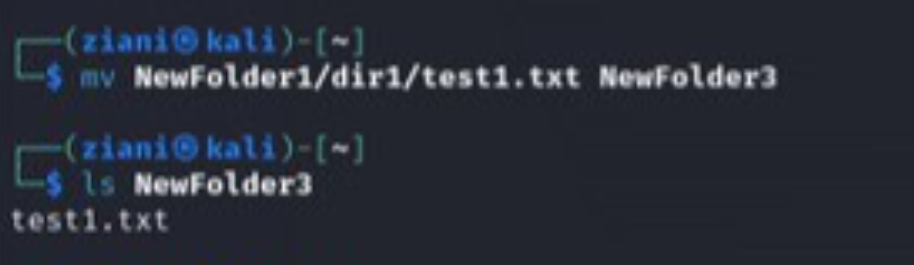 ┌──(ziani㉿kali)-[~]
└─$ mv NewFolder1/dir1/test1.txt NewFolder3
┌──(ziani㉿kali)-[~]
└─$ ls NewFolder3
test1.txt